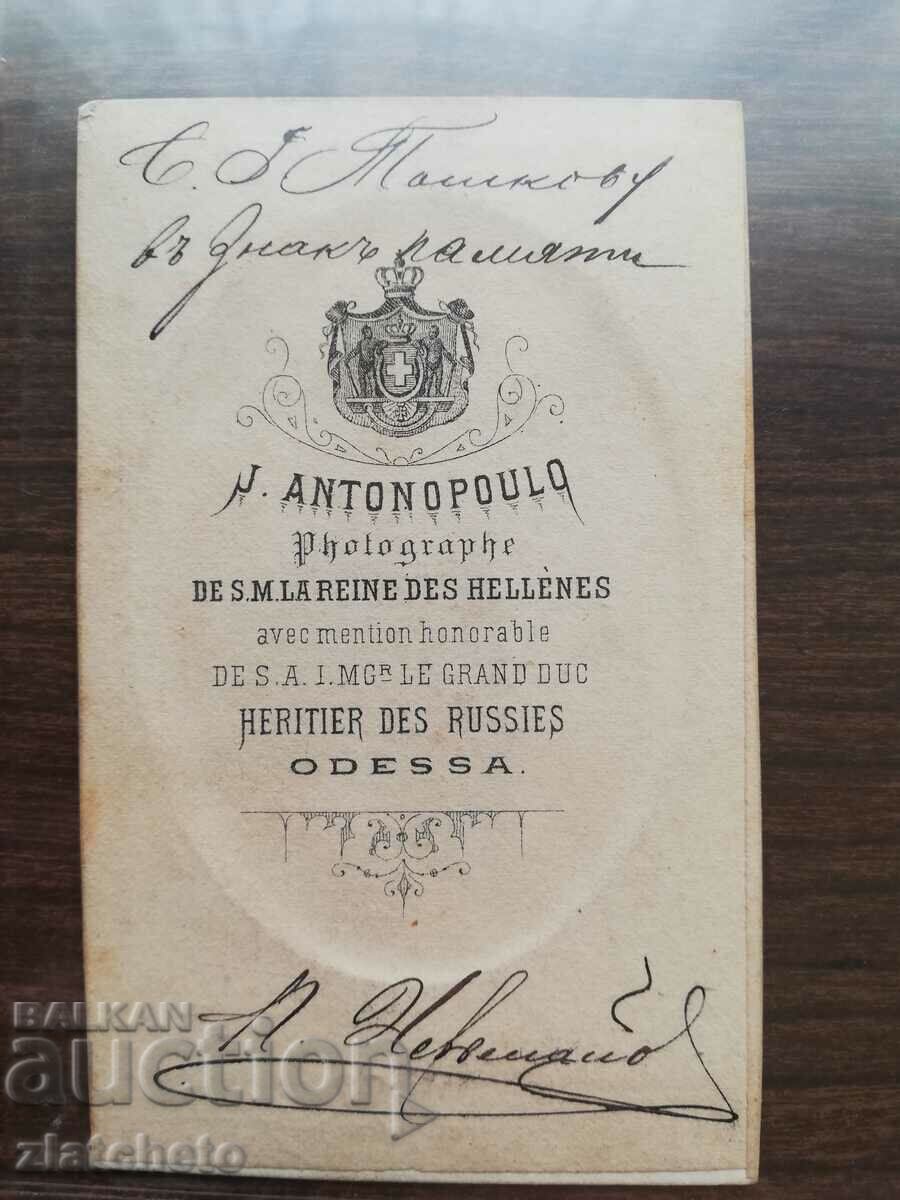 С. Г Тошкову
въ Знакъ памяти
J. ANTONOPOULO
Photographe
DE S.M. LA REINE DES HELLÈNES
avec mention honorable
DE S.A.I. MGR LE GRAND DUC
HERITIER DES RUSSIES
ODESSA.
П.
BALKAN
auction
zlatcheto